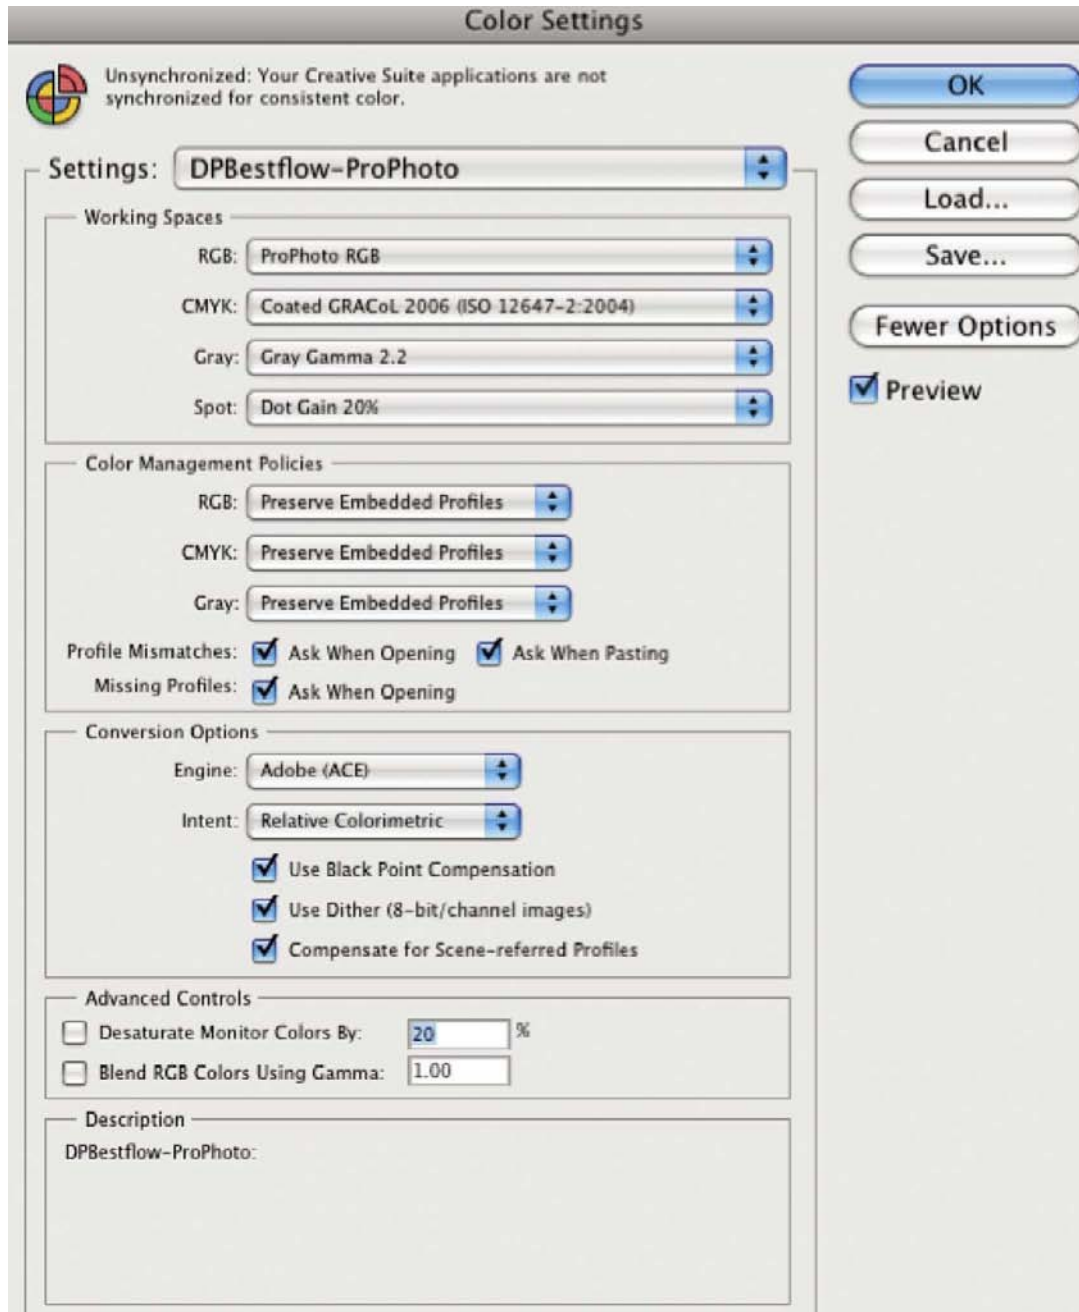 Color Settings
Unsynchronized: Your Creative Suite applications are not
synchronized for consistent color.
OK
Cancel
Load...
Save...
Fewer Options
Preview
Settings: DPBestflow-ProPhoto
Working Spaces
RGB: ProPhoto RGB
CMYK: Coated GRACoL 2006 (ISO 12647-2:2004)
Gray: Gray Gamma 2.2
Spot: Dot Gain 20%
Color Management Policies
RGB: Preserve Embedded Profiles
CMYK: Preserve Embedded Profiles
Gray: Preserve Embedded Profiles
Profile Mismatches: Ask When Opening Ask When Pasting
Missing Profiles: Ask When Opening
Conversion Options
Engine: Adobe (ACE)
Intent: Relative Colorimetric
Use Black Point Compensation
Use Dither (8-bit/channel images)
Compensate for Scene-referred Profiles
Advanced Controls
Desaturate Monitor Colors By: 20 %
Blend RGB Colors Using Gamma: 1.00
Description
DPBestflow-ProPhoto: